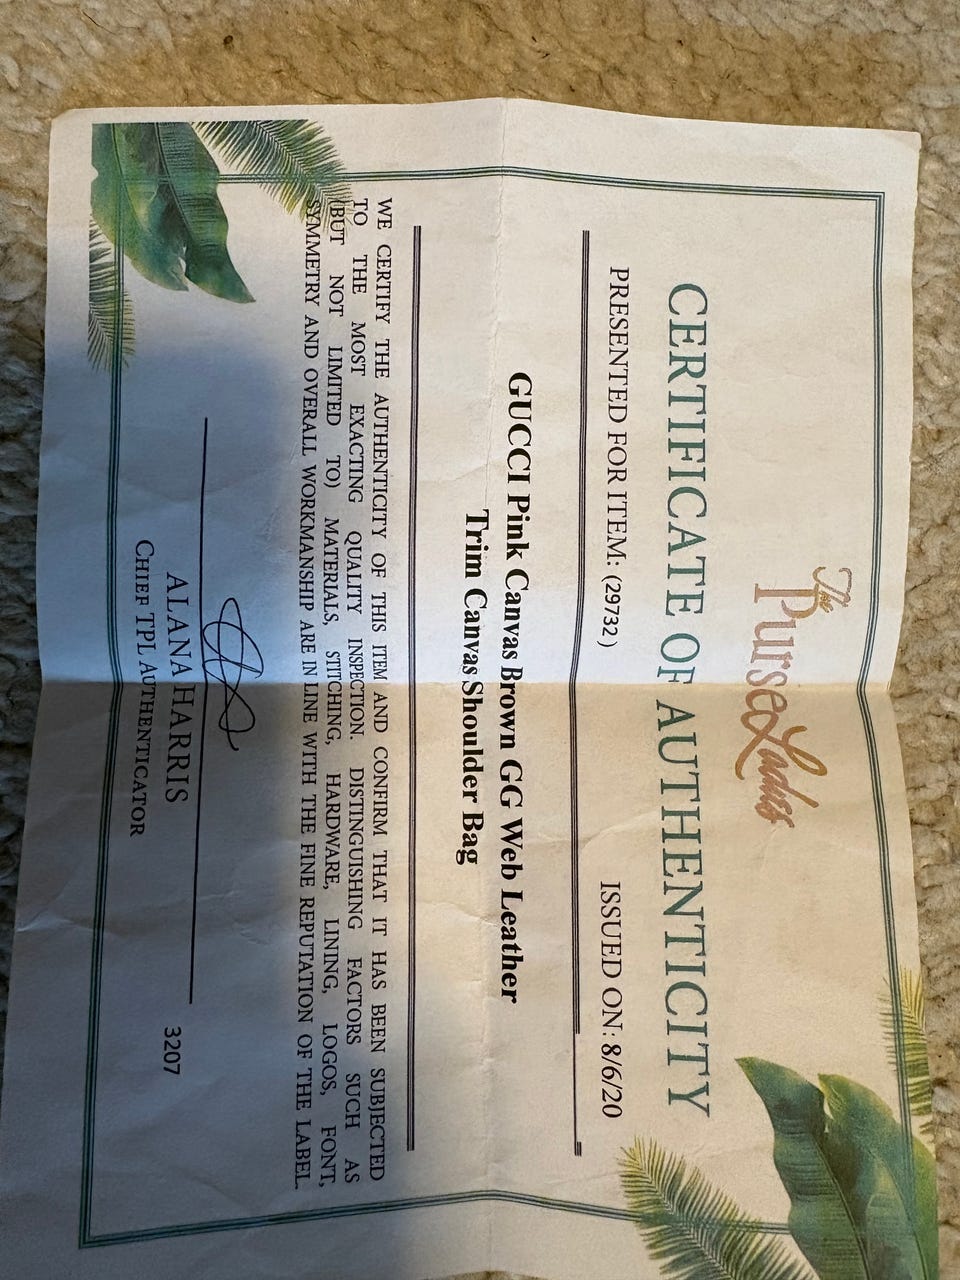 The
PurseLadies
CERTIFICATE OF AUTHENTICITY
PRESENTED FOR ITEM: (29732 ) ISSUED ON: 8/6/20
GUCCI Pink Canvas Brown GG Web Leather
Trim Canvas Shoulder Bag
WE CERTIFY THE AUTHENTICITY OF THIS ITEM AND CONFIRM THAT IT HAS BEEN SUBJECTED
TO THE MOST EXACTING QUALITY INSPECTION. DISTINGUISHING FACTORS SUCH AS
(BUT NOT LIMITED TO) MATERIALS, STITCHING, HARDWARE, LINING, LOGOS, FONT,
SYMMETRY AND OVERALL WORKMANSHIP ARE IN LINE WITH THE FINE REPUTATION OF THE LABEL.
ALANA HARRIS 3207
CHIEF TPL AUTHENTICATOR